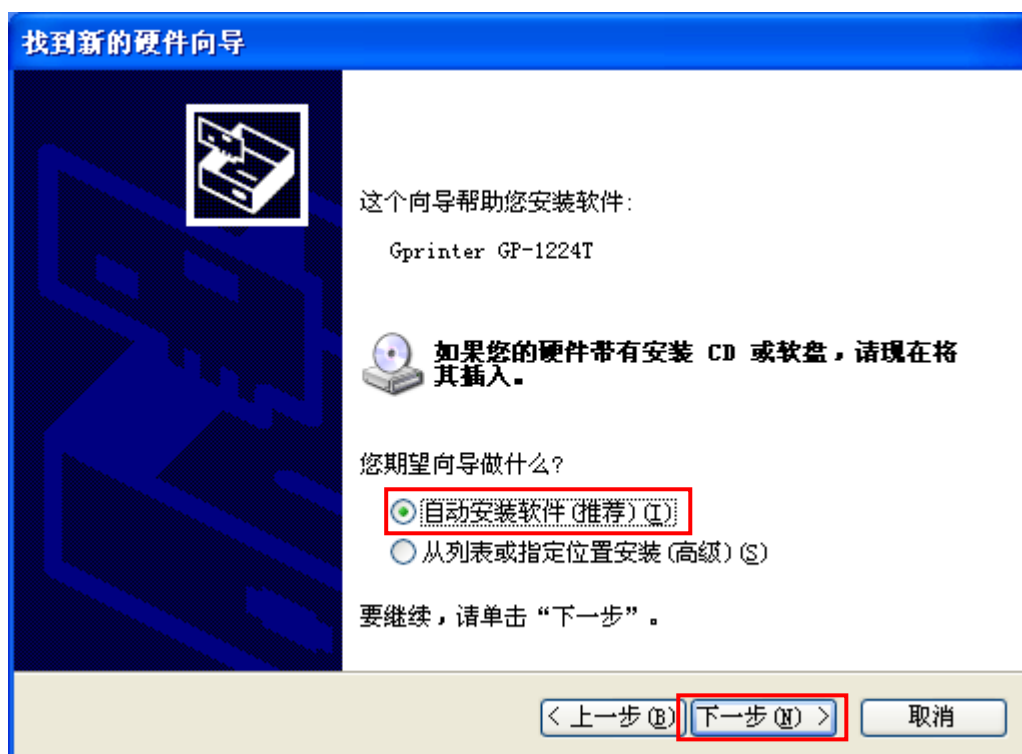 找到新的硬件向导
这个向导帮助您安装软件:
Gprinter GP-1224T
如果您的硬件带有安装 CD 或软盘，请现在将
其插入。
您期望向导做什么?
自动安装软件(推荐)(I)
从列表或指定位置安装(高级)(S)
要继续，请单击“下一步”。
< 上一步(B) 下一步(N) > 取消